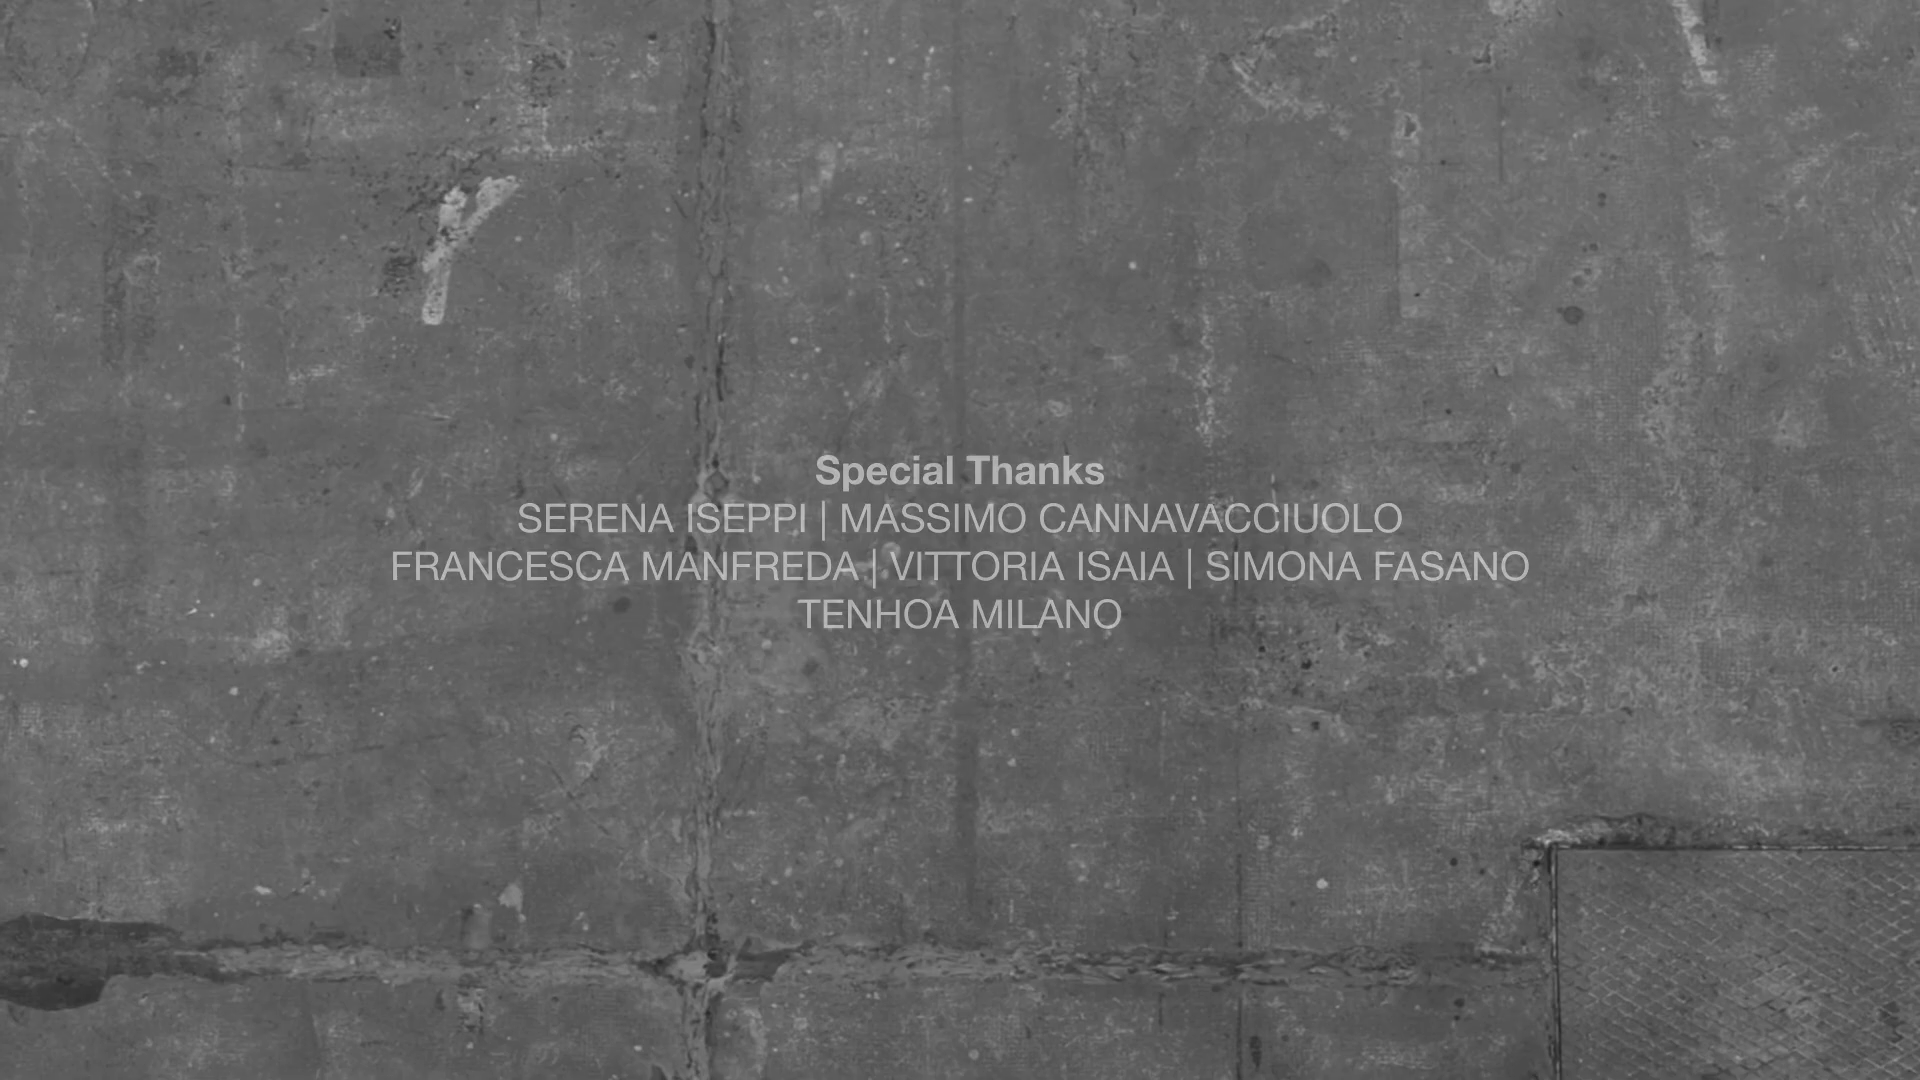 Special Thanks
SERENA ISEPPI | MASSIMO CANNAVACCIUOLO
FRANCESCA MANFREDA | VITTORIA ISAIA | SIMONA FASANO
TENHOA MILANO